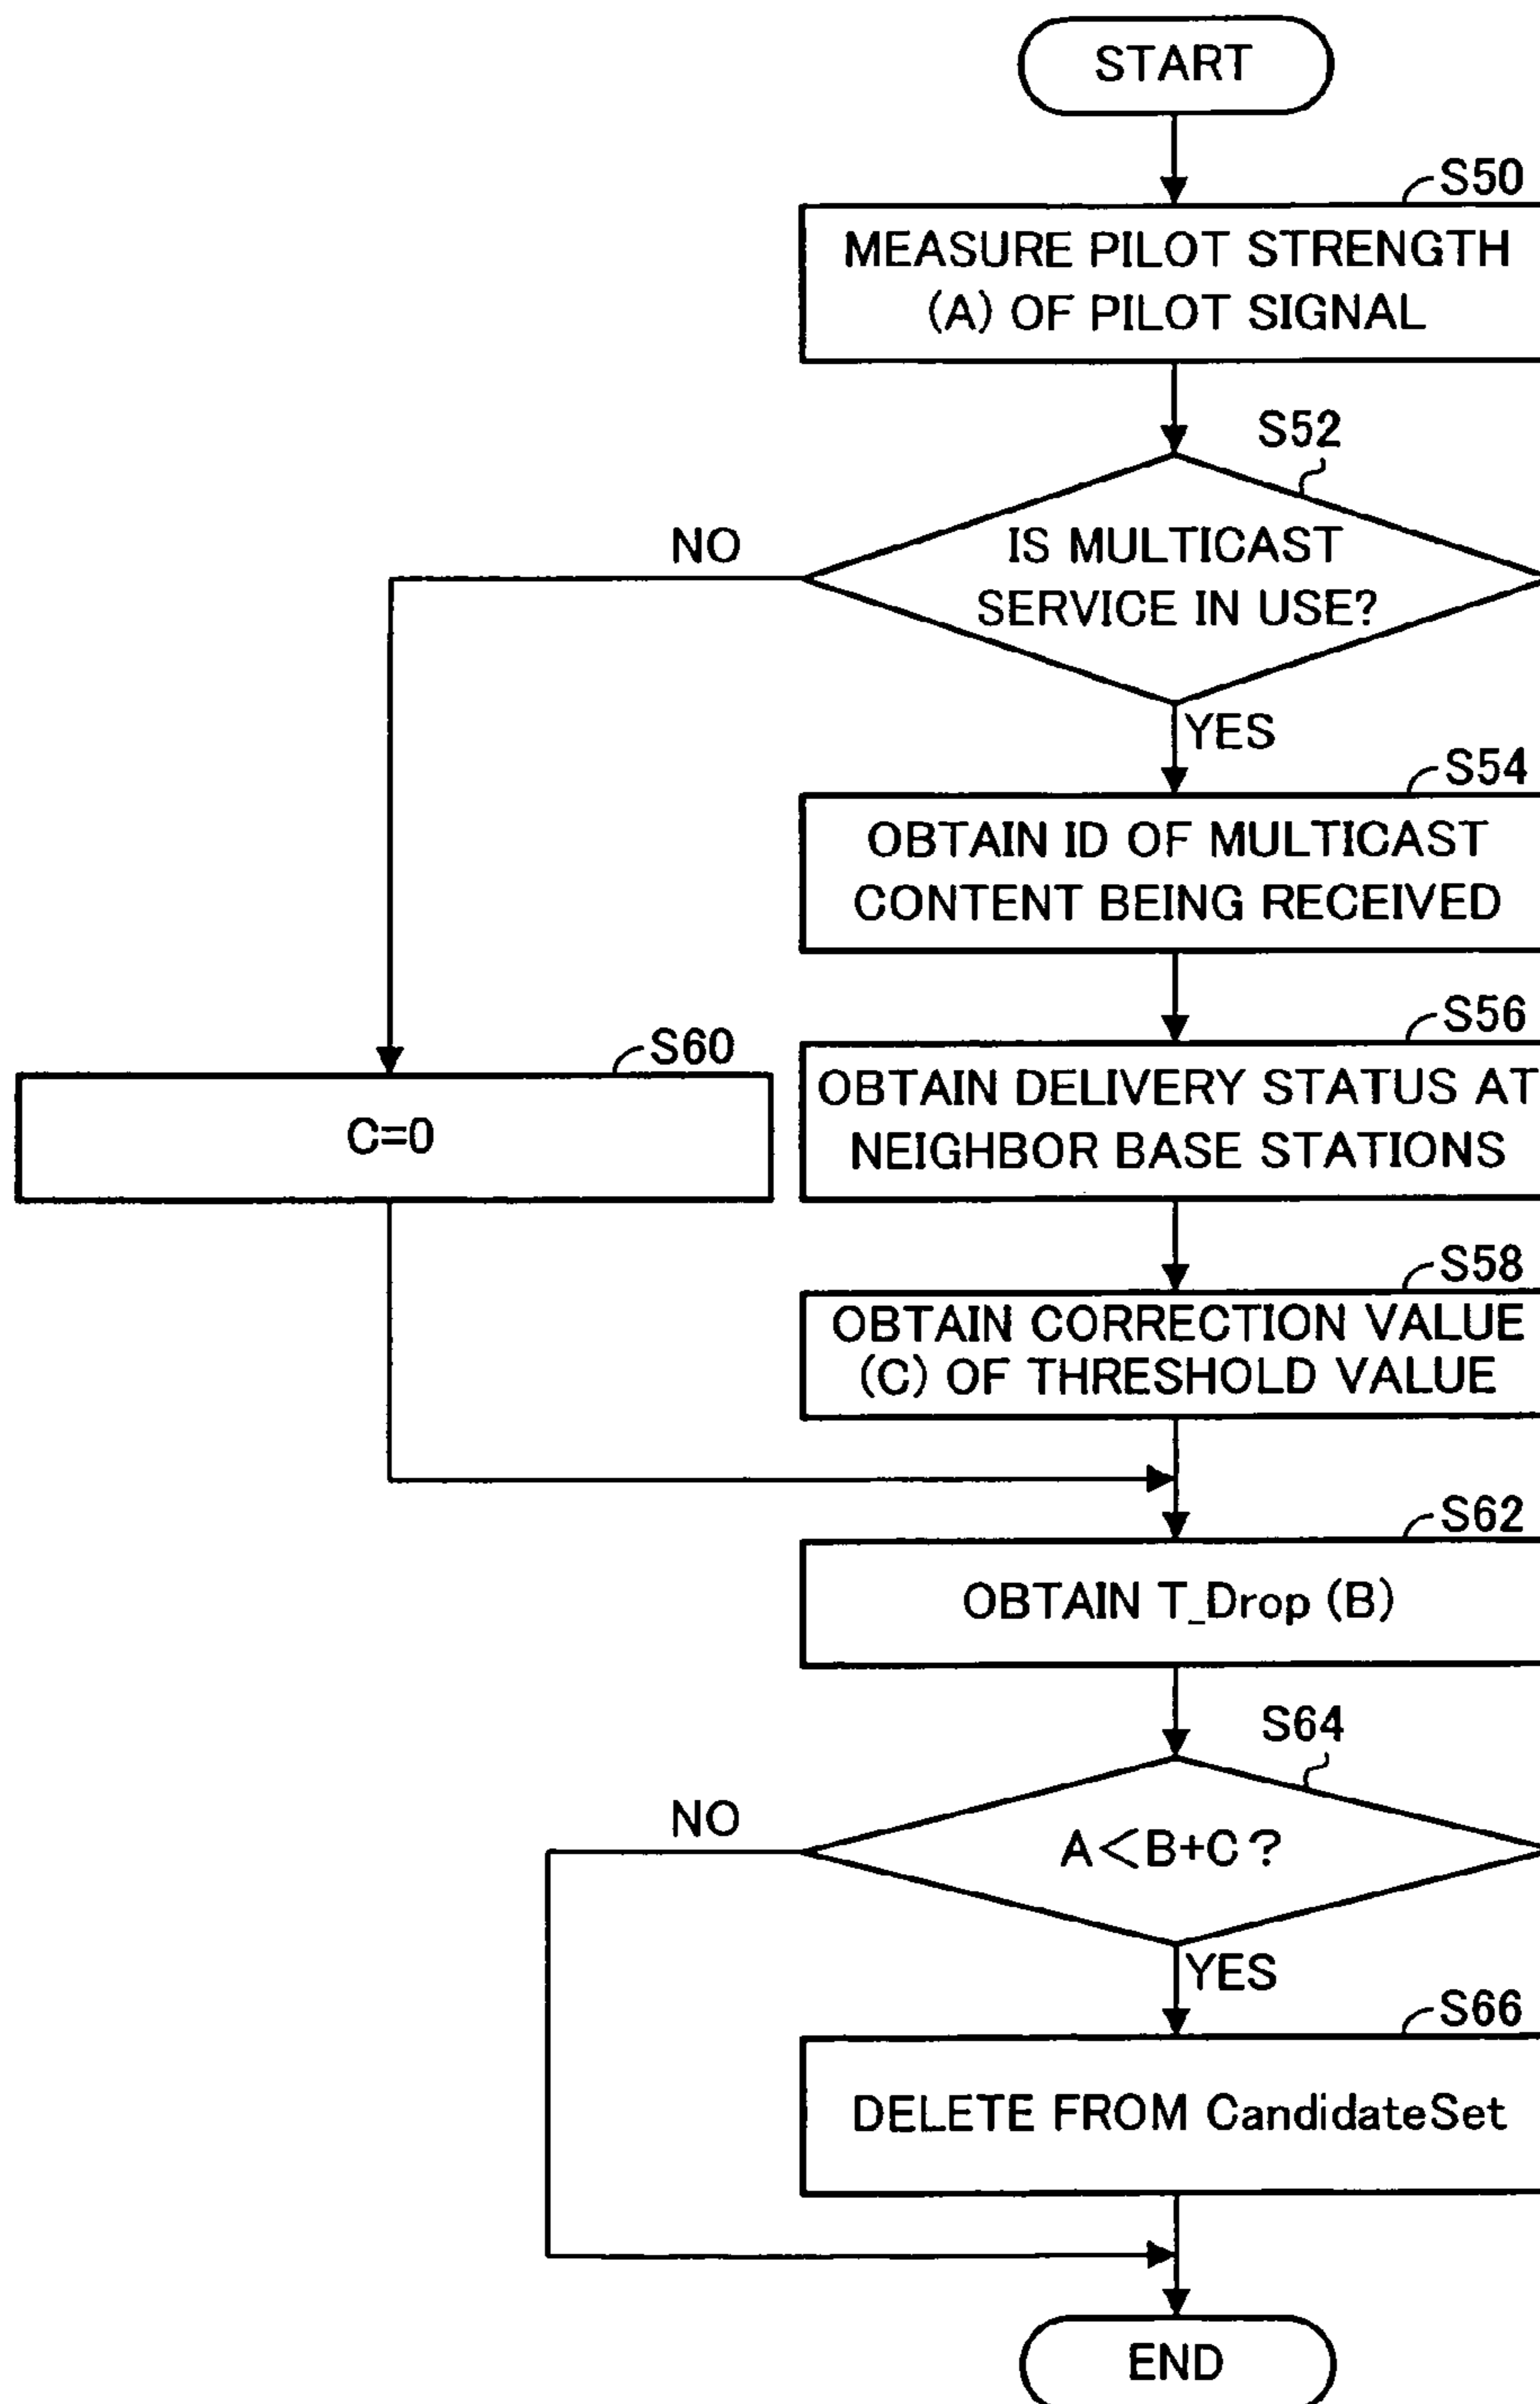 START
S50
MEASURE PILOT STRENGTH
(A) OF PILOT SIGNAL
S52
NO
IS MULTICAST
SERVICE IN USE?
YES
S54
OBTAIN ID OF MULTICAST
CONTENT BEING RECEIVED
S56
OBTAIN DELIVERY STATUS AT
NEIGHBOR BASE STATIONS
S60
C=0
S58
OBTAIN CORRECTION VALUE
(C) OF THRESHOLD VALUE
S62
OBTAIN T_Drop (B)
S64
NO
A<B+C?
YES
S66
DELETE FROM CandidateSet
END